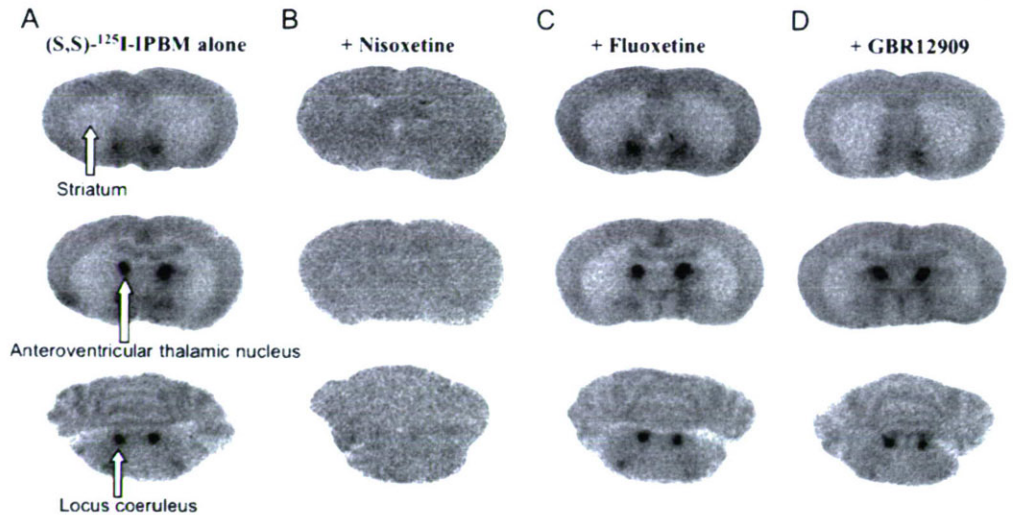 A
(S,S)-¹²⁵I-IPBM alone
B
+ Nisoxetine
C
+ Fluoxetine
D
+ GBR12909
Striatum
Anteroventricular thalamic nucleus
Locus coeruleus